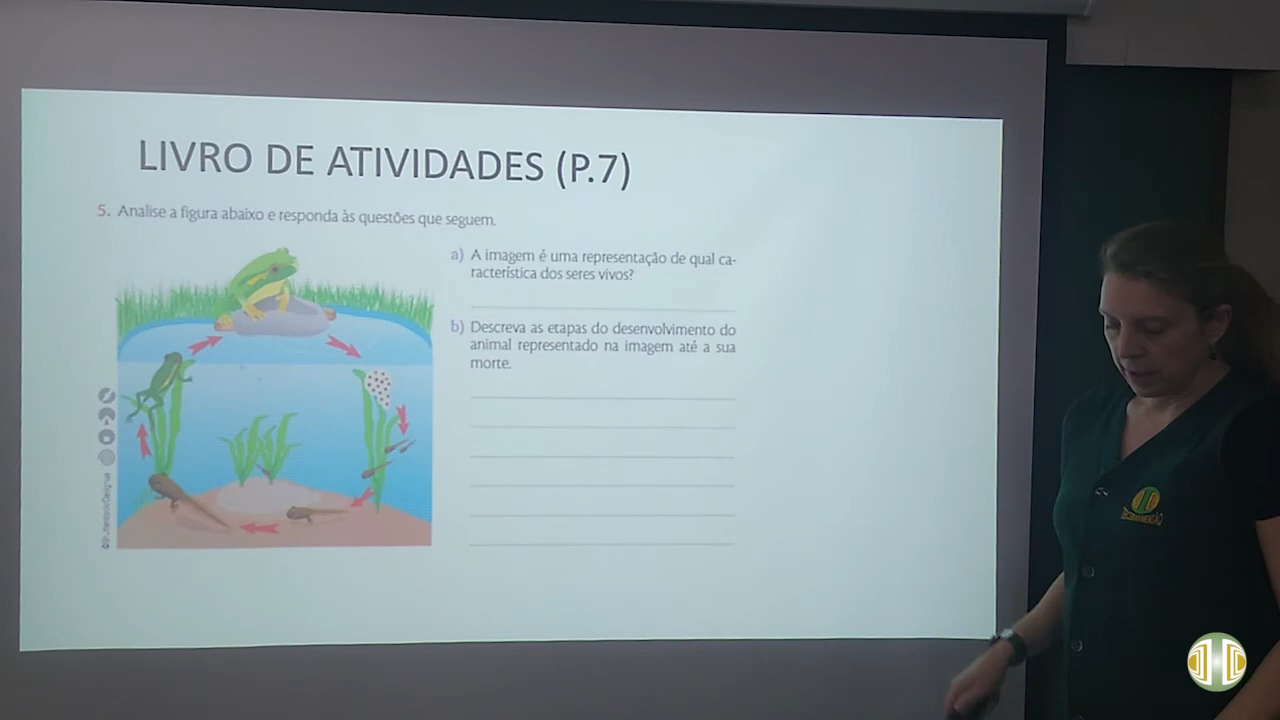 LIVRO DE ATIVIDADES (P.7)
5. Analise a figura abaixo e responda às questões que seguem.
a) A imagem é uma representação de qual ca-
racterística dos seres vivos?
b) Descreva as etapas do desenvolvimento do
animal representado na imagem até a sua
morte.